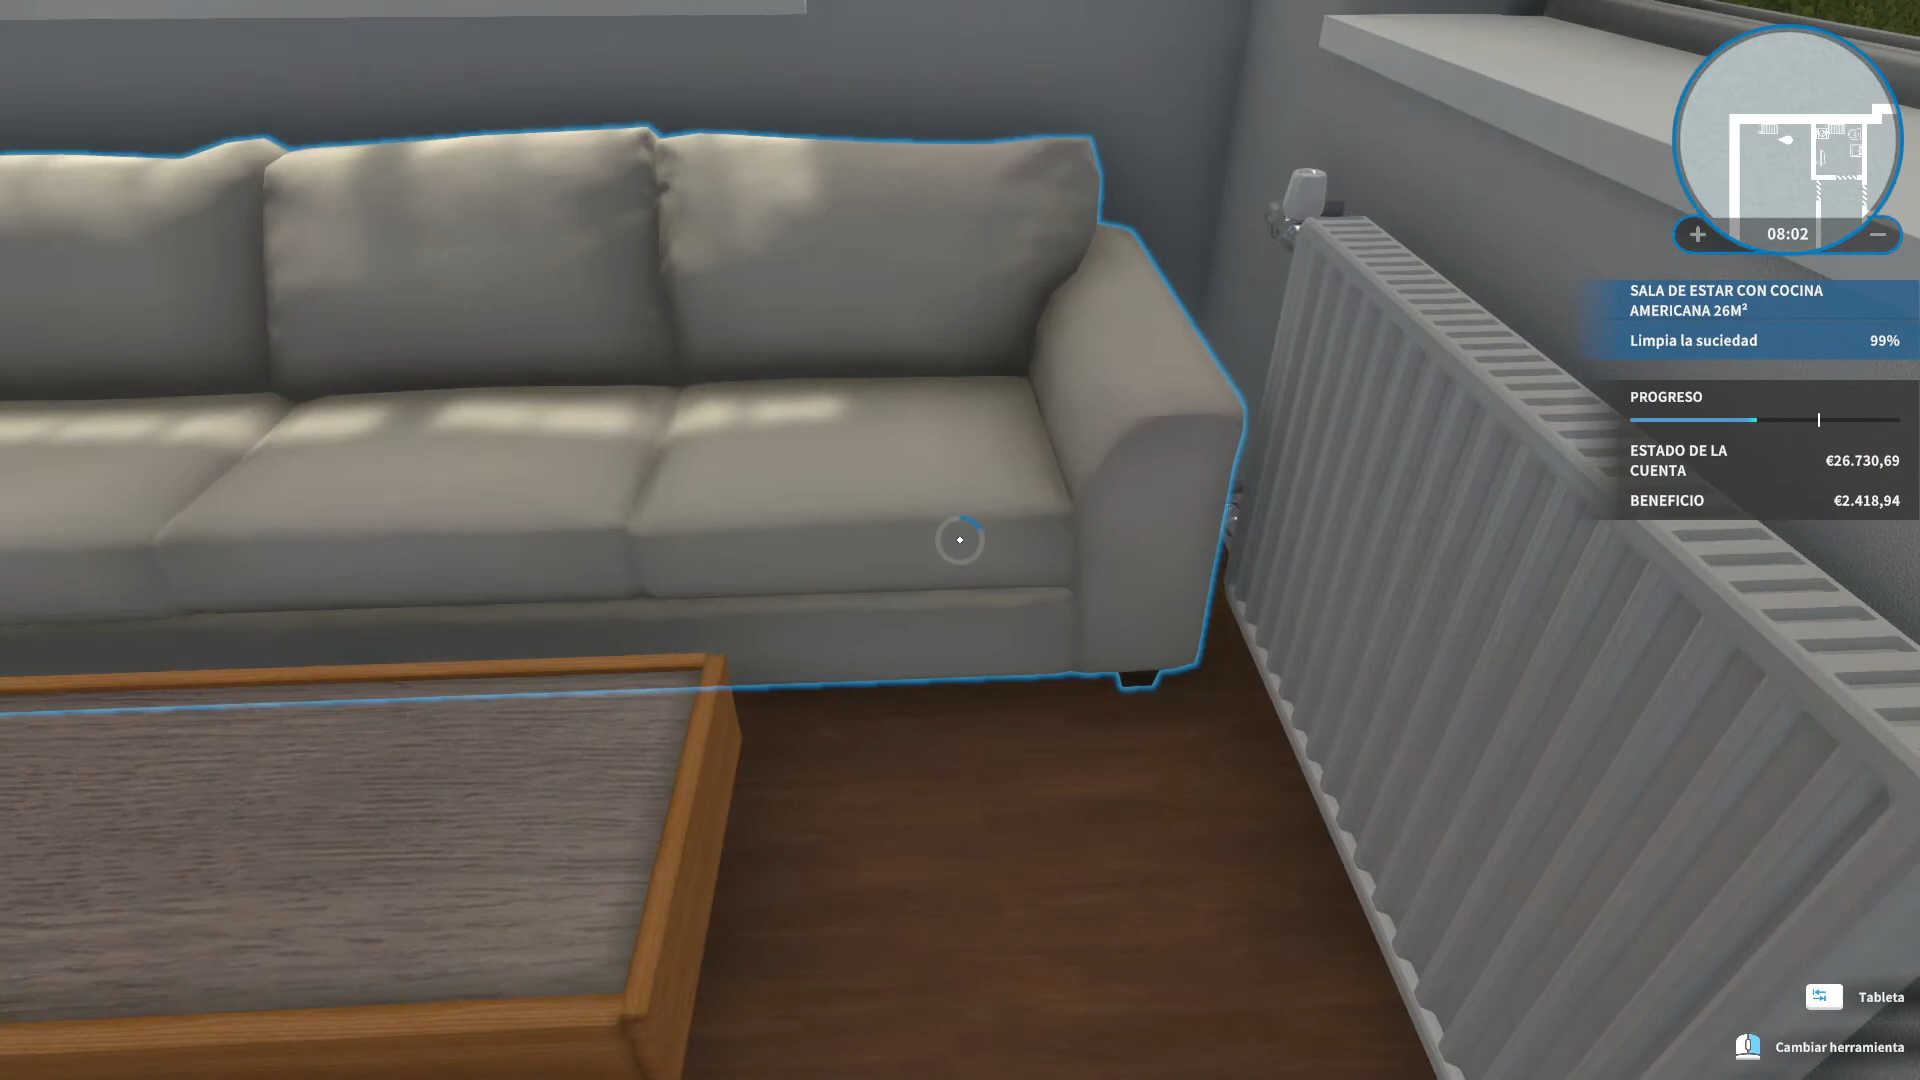 08:02
SALA DE ESTAR CON COCINA
AMERICANA 26M²
Limpia la suciedad 99%
PROGRESO
ESTADO DE LA
CUENTA €26.730,69
BENEFICIO €2.418,94
Tableta
Cambiar herramienta